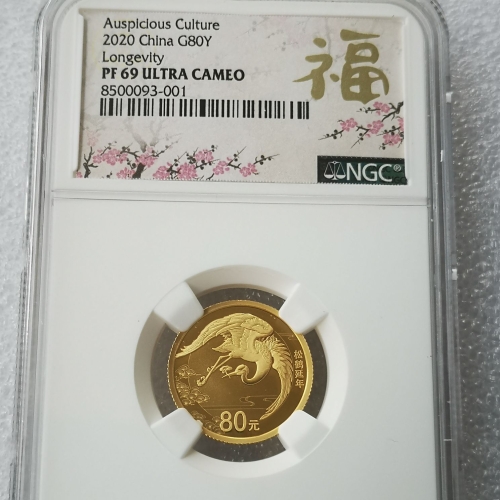 Auspicious Culture
2020 China G80Y
Longevity
PF 69 ULTRA CAMEO
8500093-001
福
NGC®
松鹤延年
80元